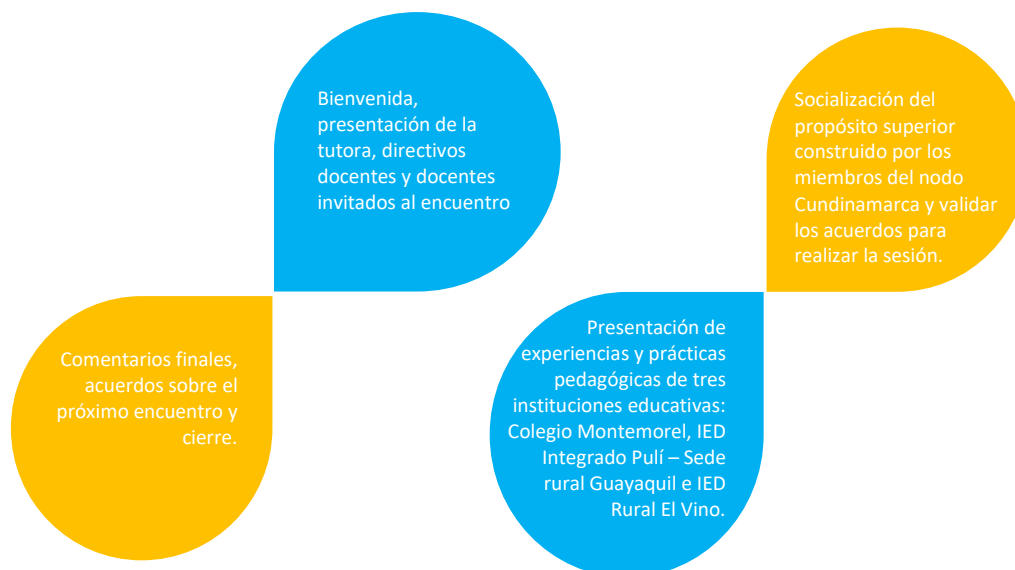 Bienvenida,
presentación de la
tutora, directivos
docentes y docentes
invitados al encuentro
Socialización del
propósito superior
construido por los
miembros del nodo
Cundinamarca y validar
los acuerdos para
realizar la sesión.
Presentación de
experiencias y prácticas
pedagógicas de tres
instituciones educativas:
Colegio Montemorel, IED
Integrado Pulí – Sede
rural Guayaquil e IED
Rural El Vino.
Comentarios finales,
acuerdos sobre el
próximo encuentro y
cierre.